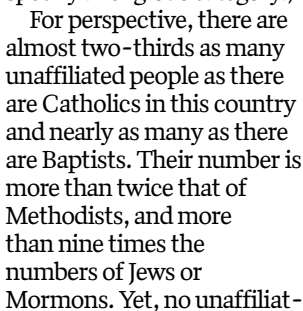 For perspective, there are
almost two-thirds as many
unaffiliated people as there
are Catholics in this country
and nearly as many as there
are Baptists. Their number is
more than twice that of
Methodists, and more
than nine times the
numbers of Jews or
Mormons. Yet, no unaffiliat-